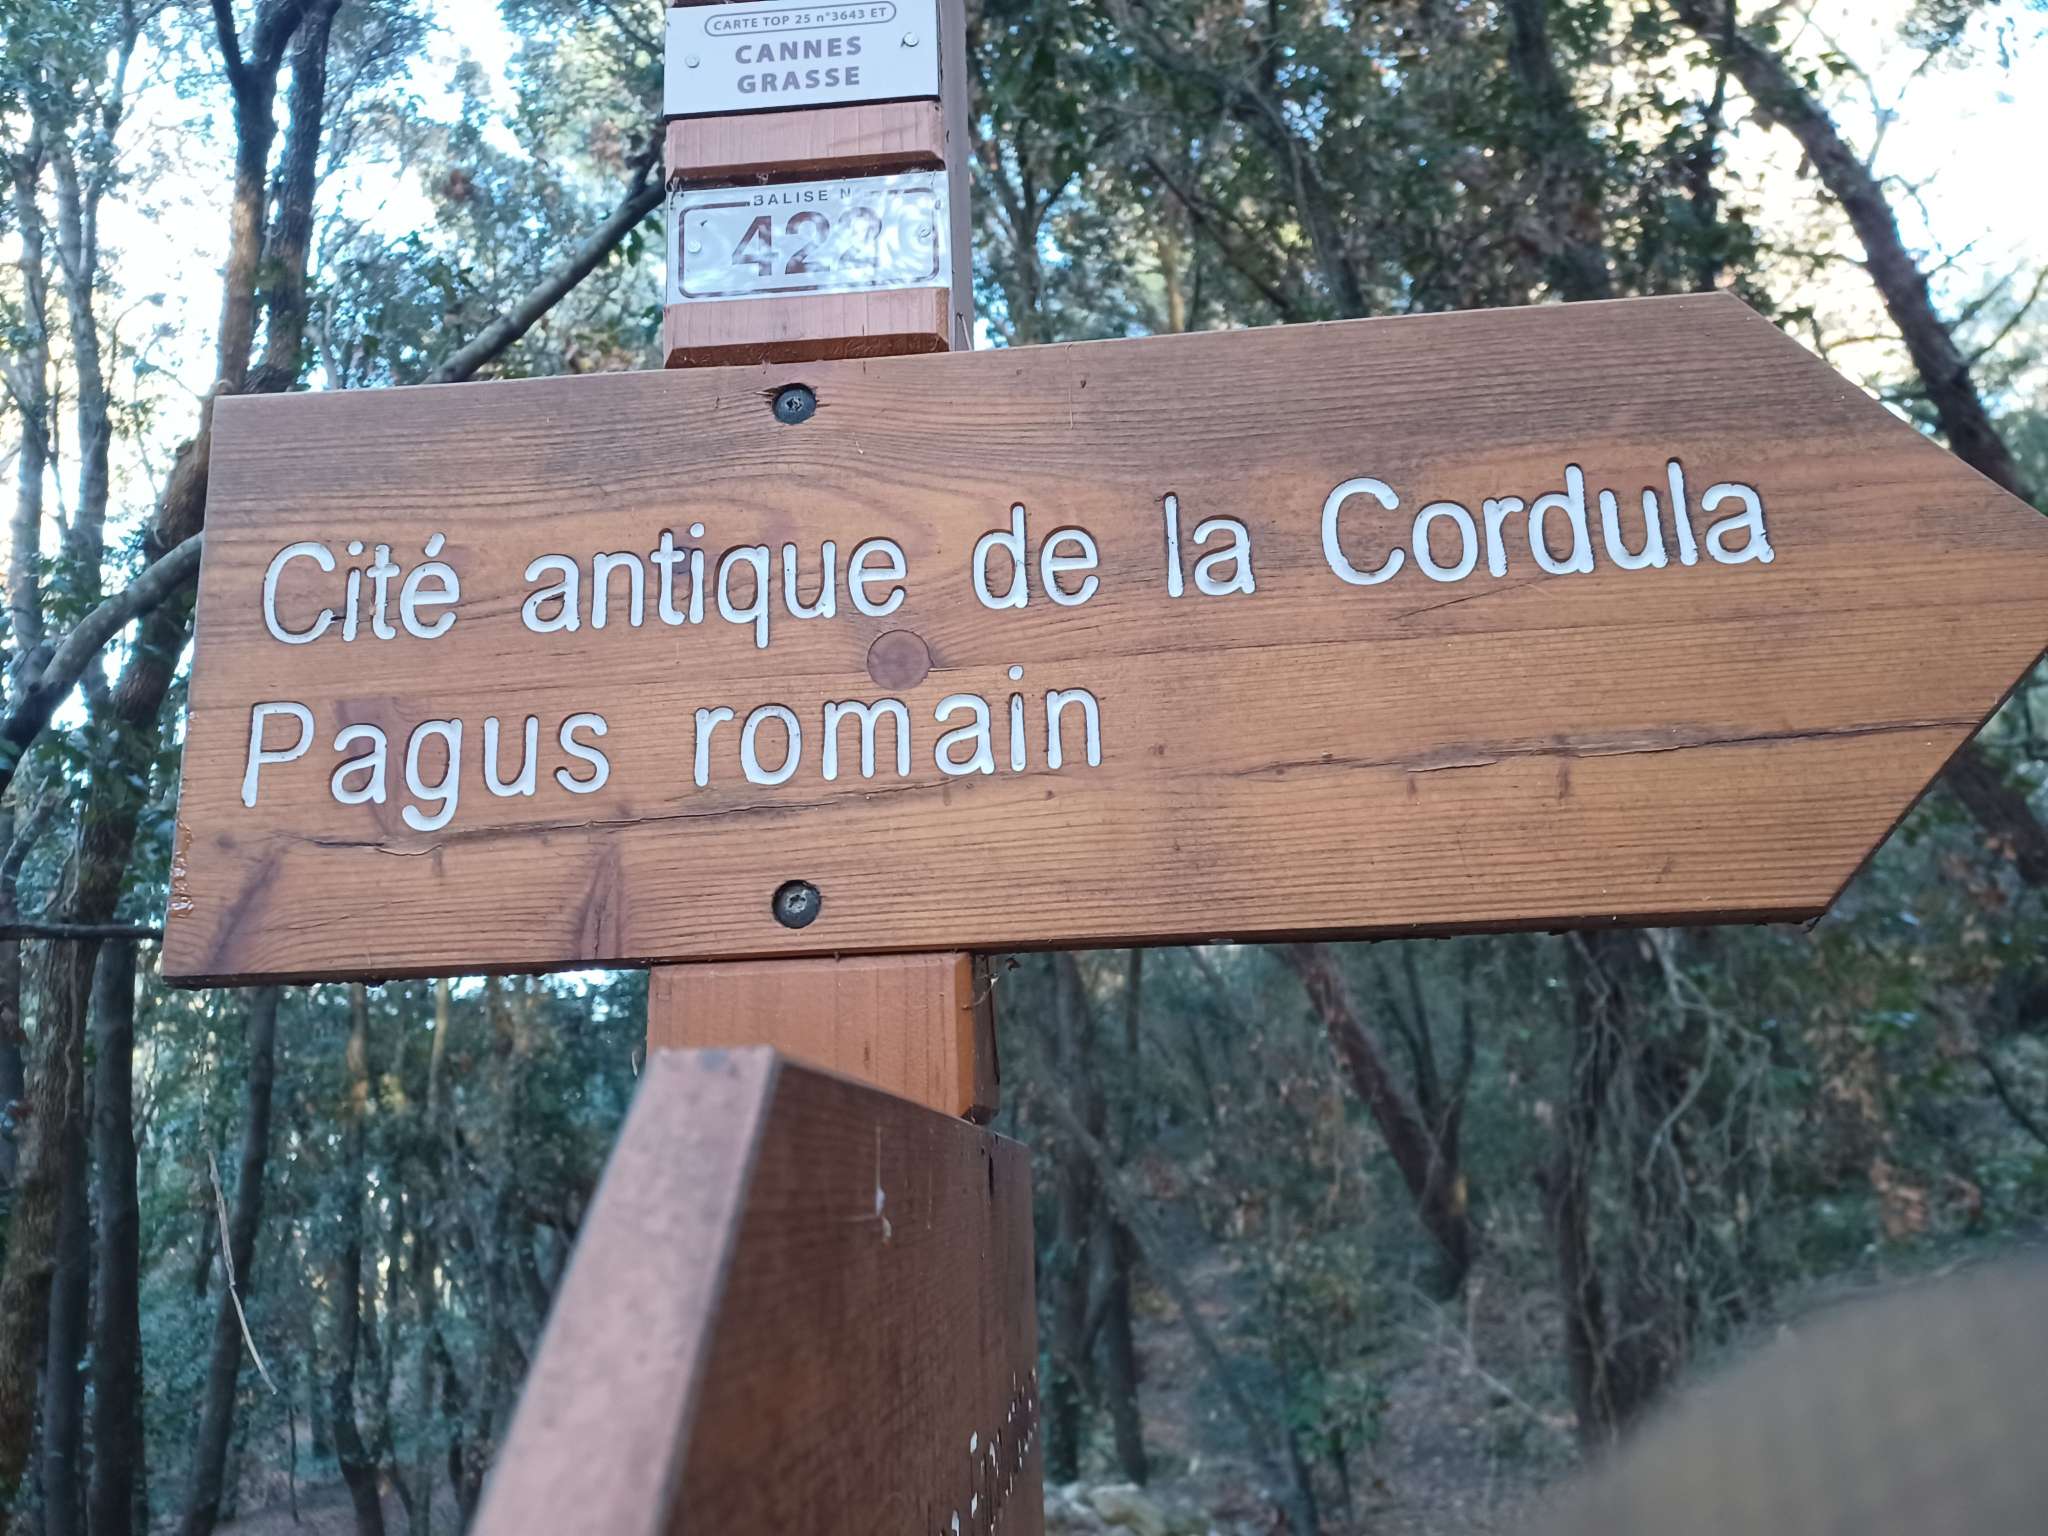 CARTE TOP 25 n°3643 ET
CANNES
GRASSE
BALISE N
422
Cité antique de la Cordula
Pagus romain